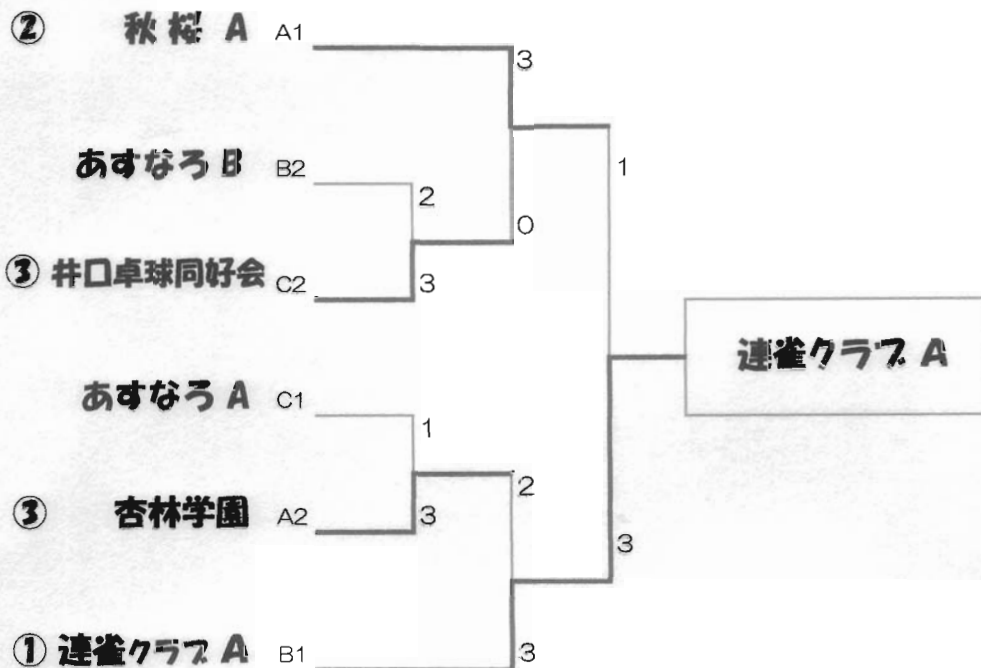 ② 秋桜 A A1
3
1
あすなろ B B2
2
0
③ 井口卓球同好会 C2
3
連雀クラブ A
あすなろ A C1
1
2
③ 杏林学園 A2
3
3
① 連雀クラブ A B1
3